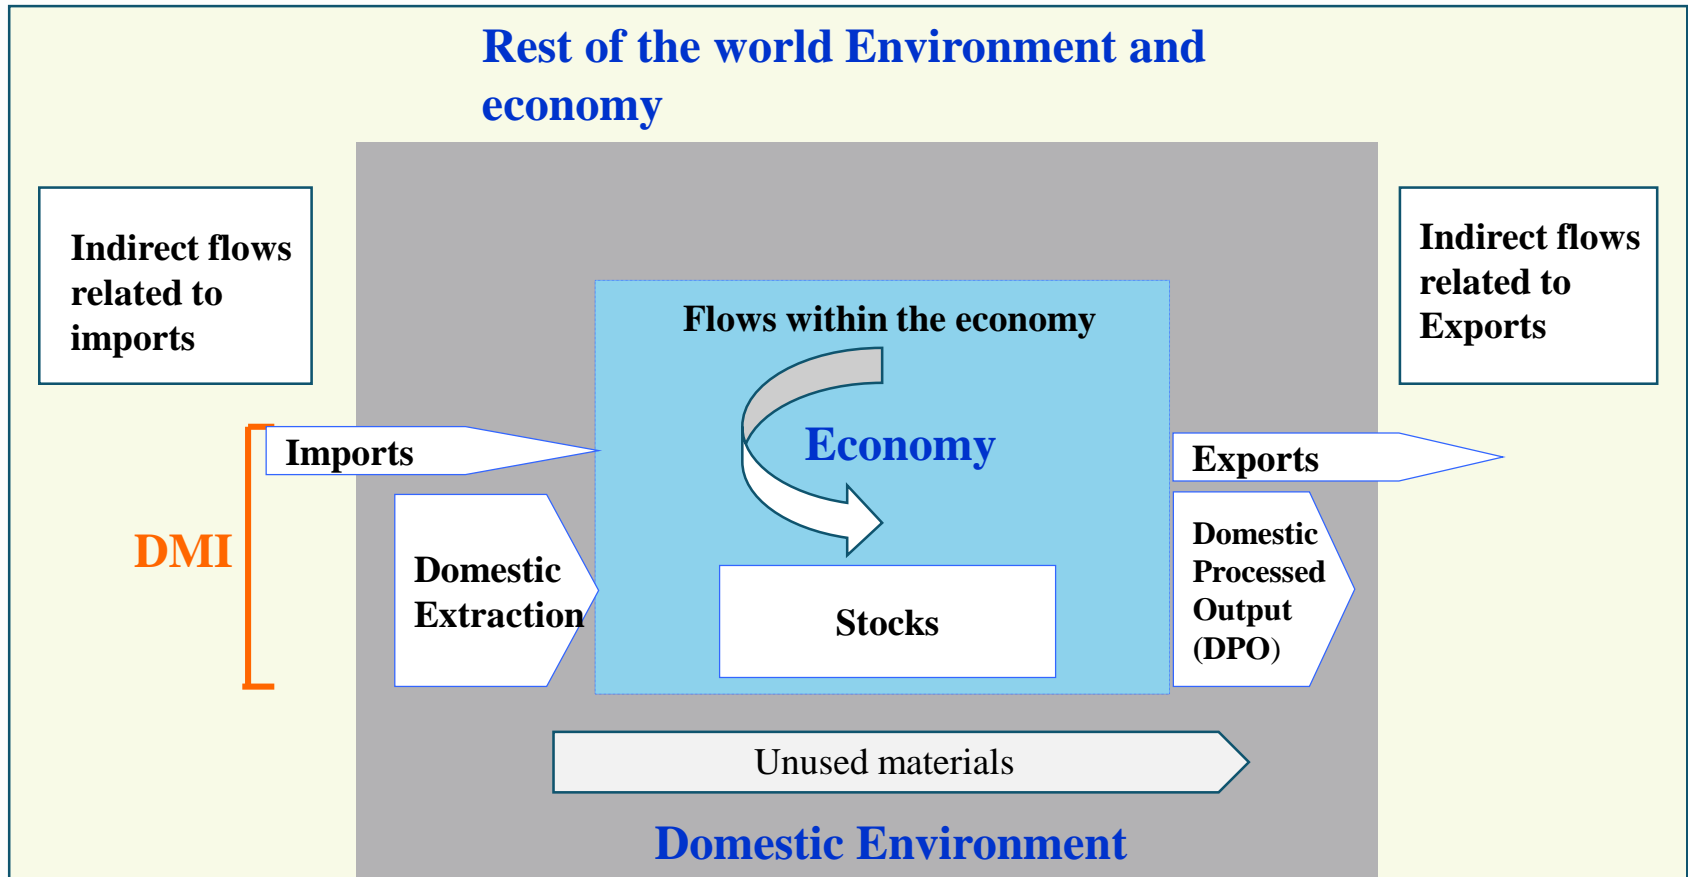 Rest of the world Environment and
economy
Indirect flows
related to
imports
Indirect flows
related to
Exports
Flows within the economy
Economy
Imports
Exports
DMI
Domestic
Extraction
Stocks
Domestic
Processed
Output
(DPO)
Unused materials
Domestic Environment